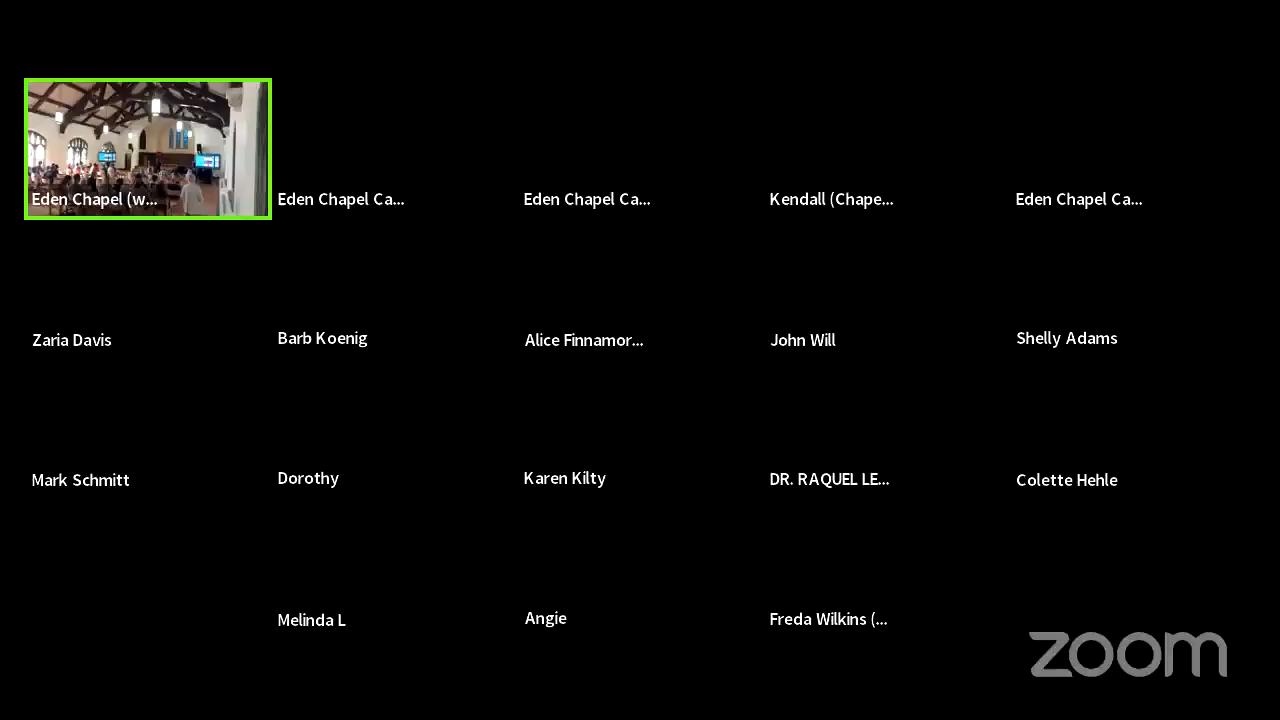 Eden Chapel (w...
Eden Chapel Ca...
Eden Chapel Ca...
Kendall (Chape...
Eden Chapel Ca...
Zaria Davis
Barb Koenig
Alice Finnamor...
John Will
Shelly Adams
Mark Schmitt
Dorothy
Karen Kilty
DR. RAQUEL LE...
Colette Hehle
Melinda L
Angie
Freda Wilkins (...
zoom